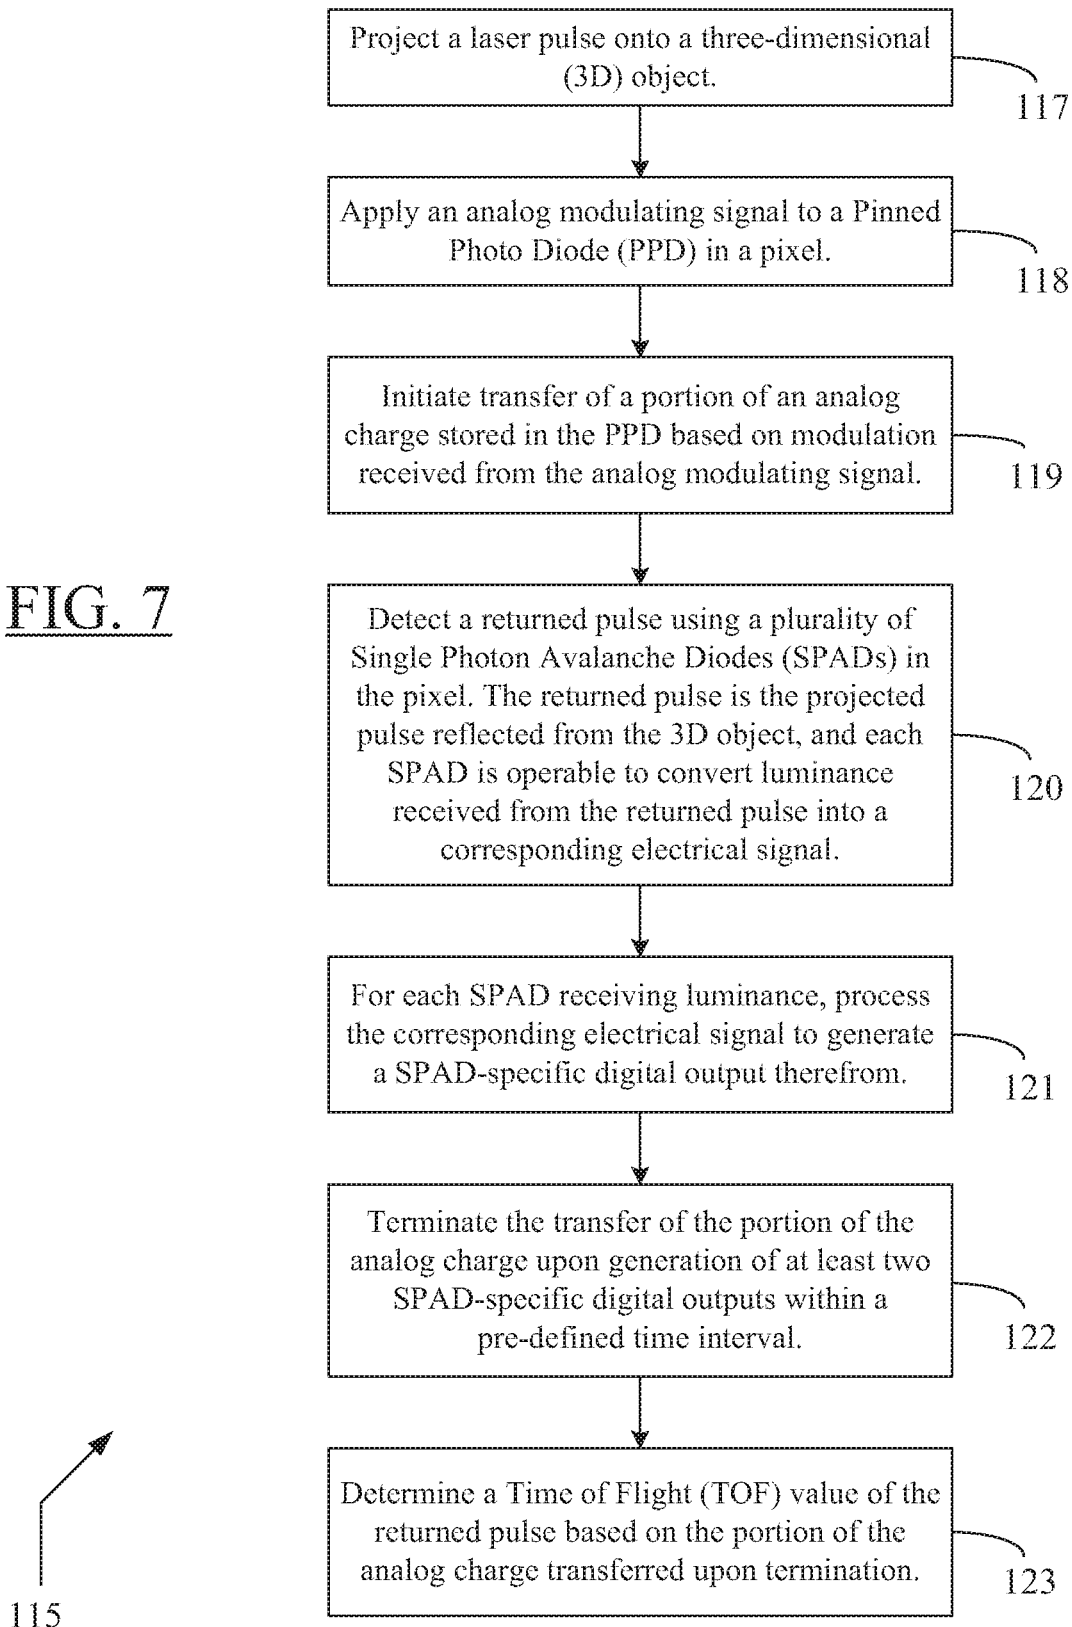 Project a laser pulse onto a three-dimensional
(3D) object.
117
Apply an analog modulating signal to a Pinned
Photo Diode (PPD) in a pixel.
118
Initiate transfer of a portion of an analog
charge stored in the PPD based on modulation
received from the analog modulating signal.
119
FIG. 7
Detect a returned pulse using a plurality of
Single Photon Avalanche Diodes (SPADs) in
the pixel. The returned pulse is the projected
pulse reflected from the 3D object, and each
SPAD is operable to convert luminance
received from the returned pulse into a
corresponding electrical signal.
120
For each SPAD receiving luminance, process
the corresponding electrical signal to generate
a SPAD-specific digital output therefrom.
121
Terminate the transfer of the portion of the
analog charge upon generation of at least two
SPAD-specific digital outputs within a
pre-defined time interval.
122
Determine a Time of Flight (TOF) value of the
returned pulse based on the portion of the
analog charge transferred upon termination.
123
115